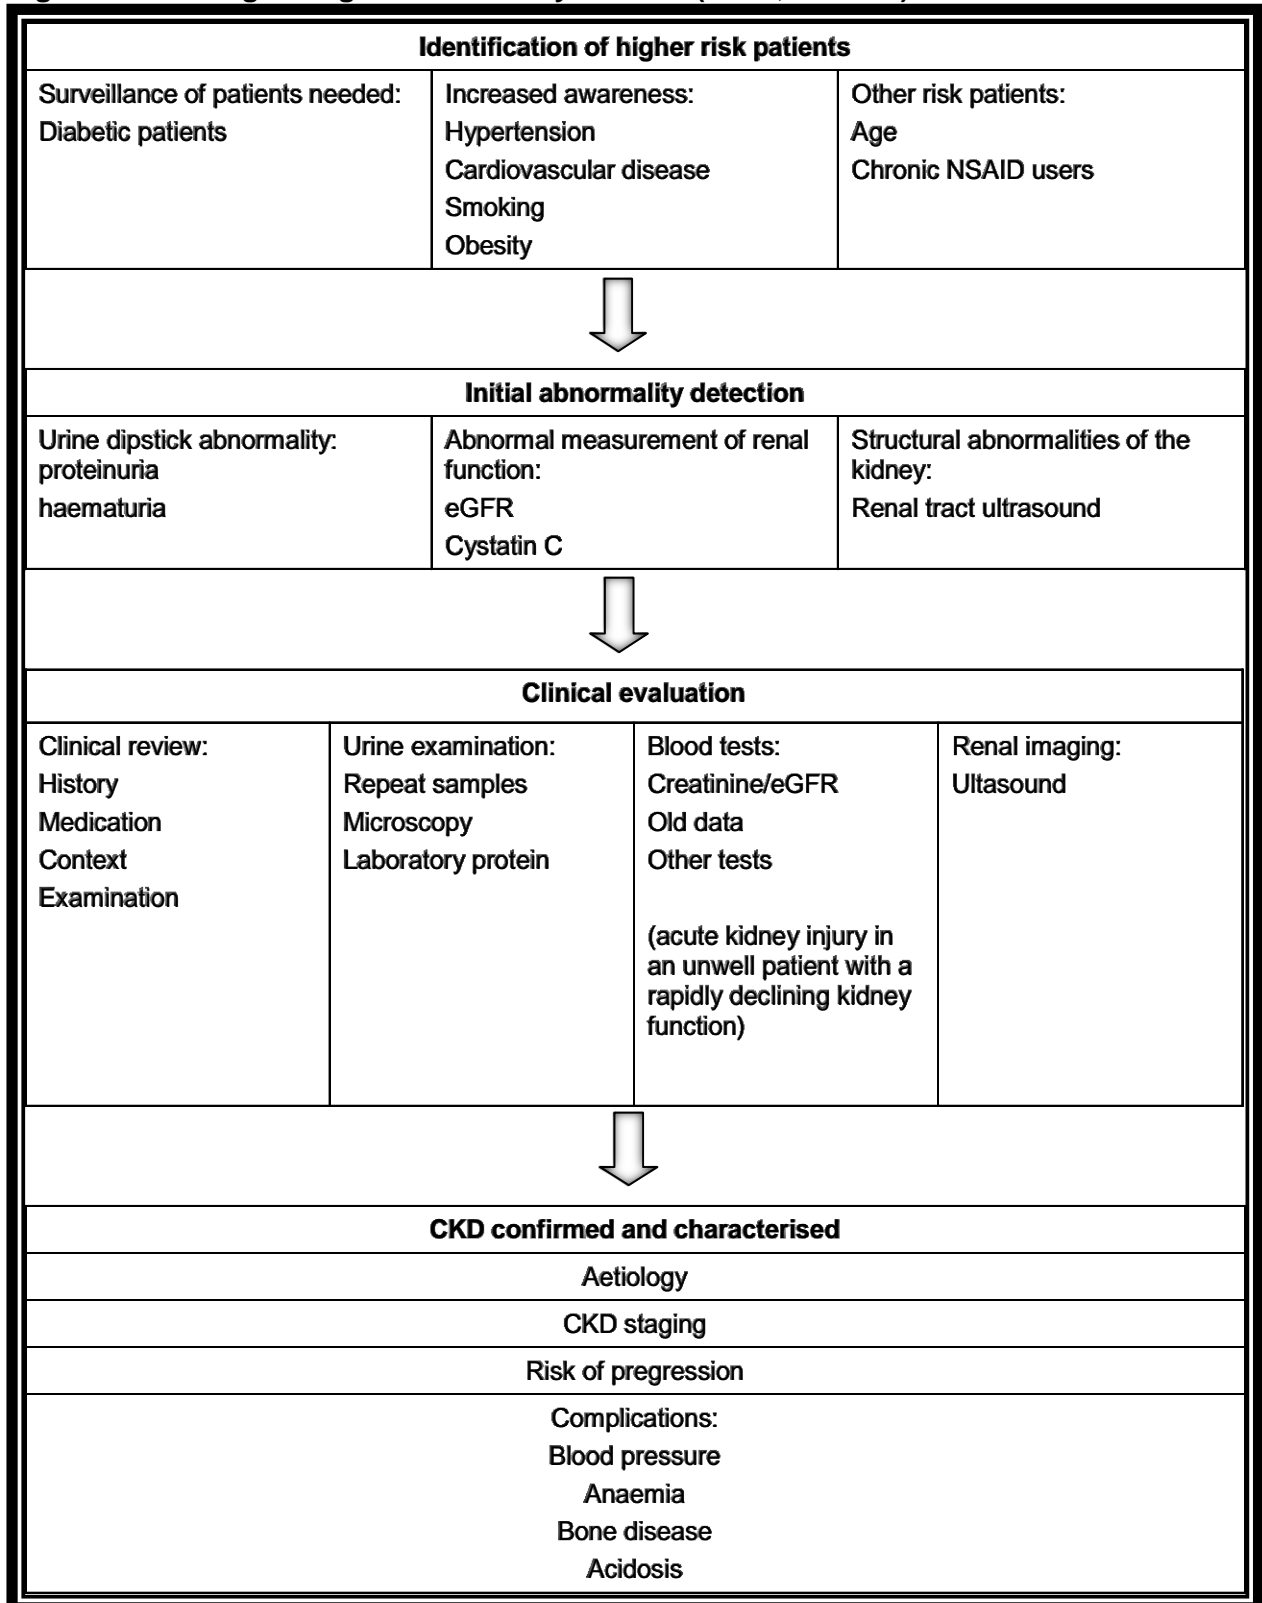 Identification of higher risk patients
Surveillance of patients needed:
Diabetic patients
Increased awareness:
Hypertension
Cardiovascular disease
Smoking
Obesity
Other risk patients:
Age
Chronic NSAID users
Initial abnormality detection
Urine dipstick abnormality:
proteinuria
haematuria
Abnormal measurement of renal
function:
eGFR
Cystatin C
Structural abnormalities of the
kidney:
Renal tract ultrasound
Clinical evaluation
Clinical review:
History
Medication
Context
Examination
Urine examination:
Repeat samples
Microscopy
Laboratory protein
Blood tests:
Creatinine/eGFR
Old data
Other tests
(acute kidney injury in
an unwell patient with a
rapidly declining kidney
function)
Renal imaging:
Ultasound
CKD confirmed and characterised
Aetiology
CKD staging
Risk of pregression
Complications:
Blood pressure
Anaemia
Bone disease
Acidosis